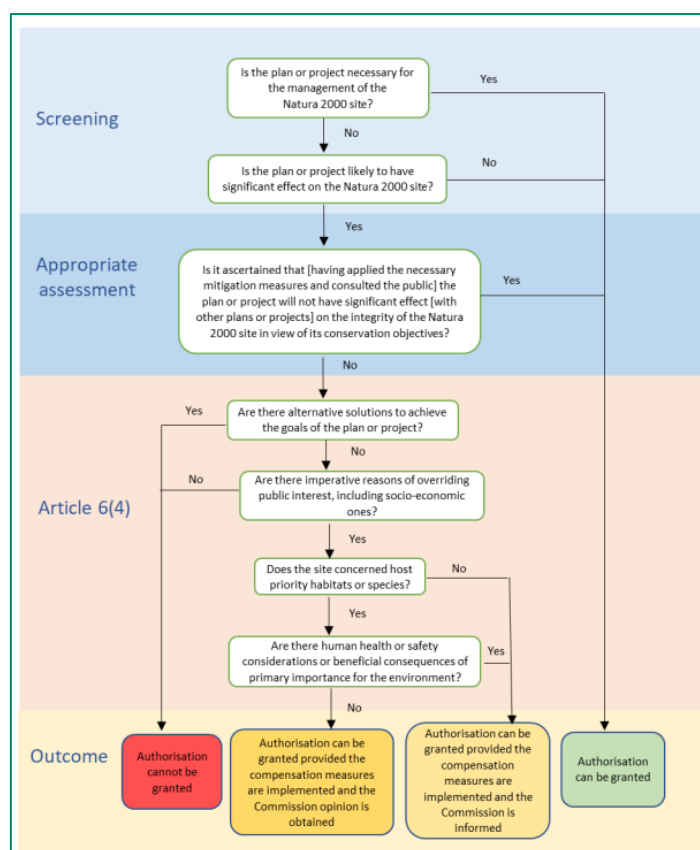 Is the plan or project necessary for
the management of the
Natura 2000 site?
Yes
Screening
No
Is the plan or project likely to have
significant effect on the Natura 2000 site?
No
Yes
Appropriate
assessment
Is it ascertained that [having applied the necessary
mitigation measures and consulted the public] the
plan or project will not have significant effect [with
other plans or projects] on the integrity of the Natura
2000 site in view of its conservation objectives?
Yes
No
Yes
Are there alternative solutions to achieve
the goals of the plan or project?
No
No
Are there imperative reasons of overriding
public interest, including socio-economic
ones?
Article 6(4)
Yes
Does the site concerned host
priority habitats or species?
No
Yes
Are there human health or safety
considerations or beneficial consequences of
primary importance for the environment?
Yes
No
Outcome
Authorisation
cannot be
granted
Authorisation can be
granted provided the
compensation measures
are implemented and the
Commission opinion is
obtained
Authorisation can be
granted provided the
compensation
measures are
implemented and the
Commission is
informed
Authorisation
can be granted